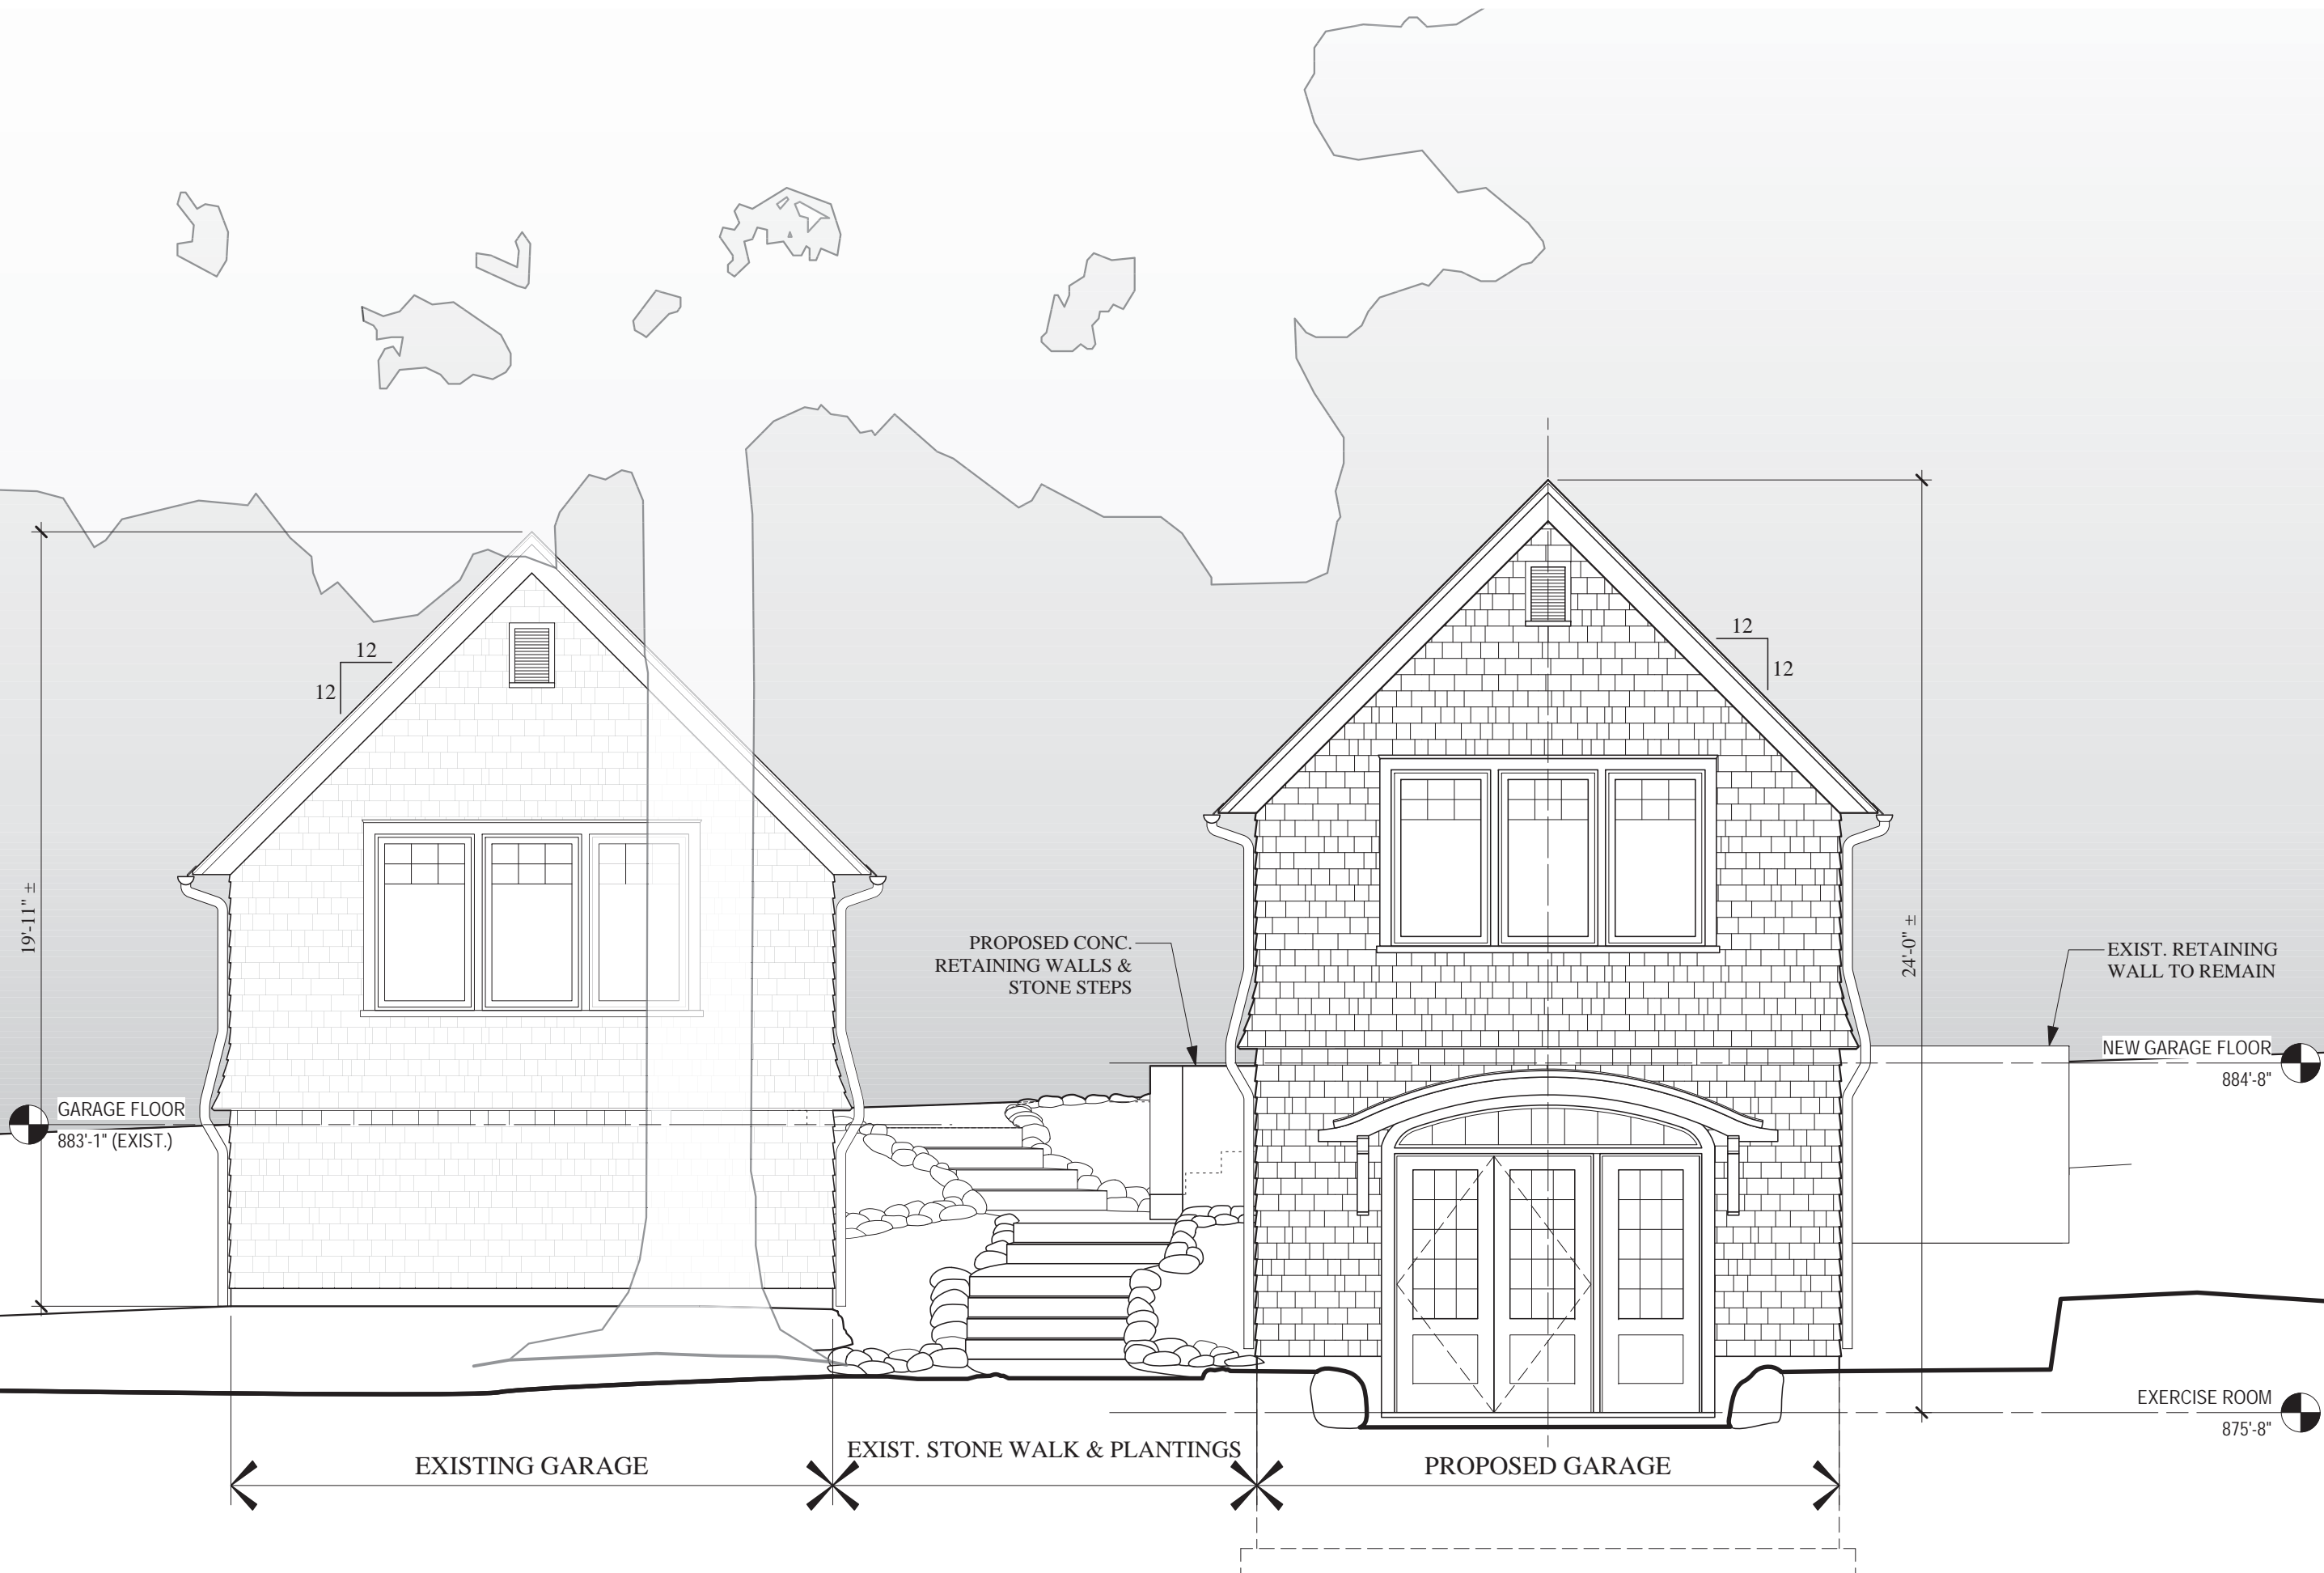 12
12
12
12
19'-11" ±
24'-0" ±
PROPOSED CONC.
RETAINING WALLS &
STONE STEPS
EXIST. RETAINING
WALL TO REMAIN
NEW GARAGE FLOOR
884'-8"
GARAGE FLOOR
883'-1" (EXIST.)
EXERCISE ROOM
875'-8"
EXISTING GARAGE
EXIST. STONE WALK & PLANTINGS
PROPOSED GARAGE